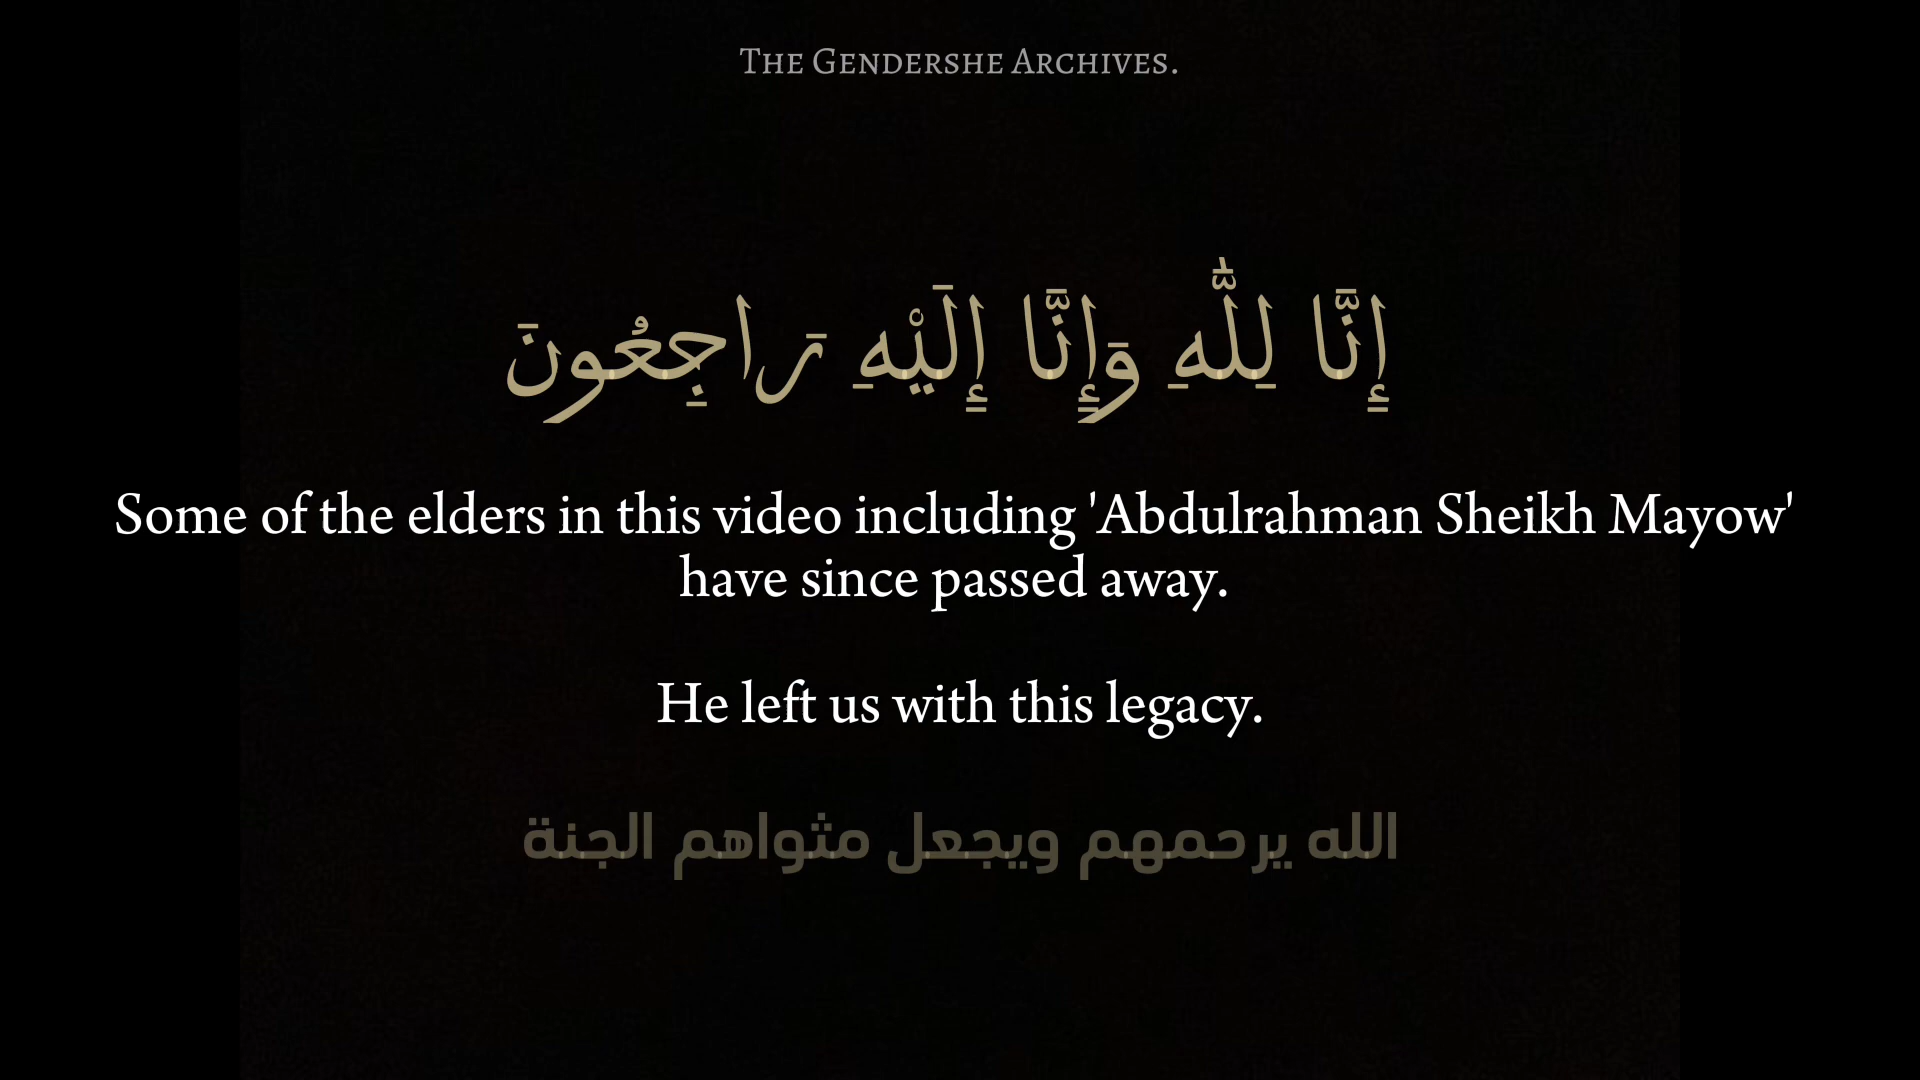 The Gendershe Archives.
إِنَّا لِلَّٰهِ وَإِنَّا إِلَيْهِ رَاجِعُونَ
Some of the elders in this video including 'Abdulrahman Sheikh Mayow'
have since passed away.
He left us with this legacy.
الله يرحمهم ويجعل مثواهم الجنة